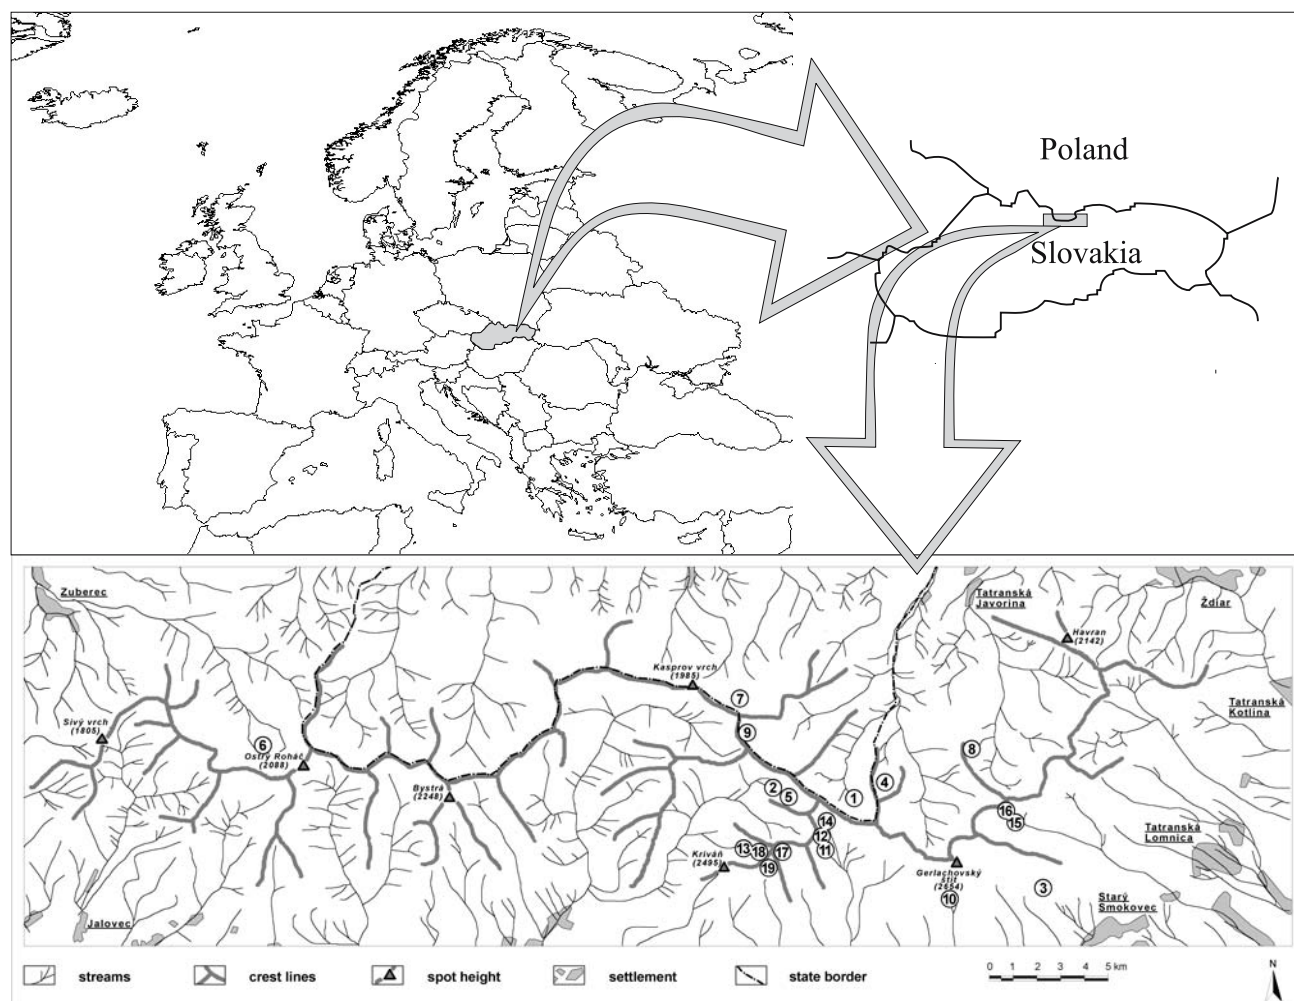 Poland
Slovakia
Zuberec
Tatranská
Javorina
Ždiar
Havran
(2142)
Kasprov vrch
(1985)
7
Tatranská
Kotlina
Sivý vrch
(1805)
6
Ostrý Roháč
(2088)
9
8
Bystrá
(2248)
2
5
1
4
14
16
15
12
11
Tatranská
Lomnica
13
18
17
Kriváň
(2495)
19
Gerlachovský
štít
(2654)
10
3
Starý
Smokovec
Jalovec
streams
crest lines
spot height
settlement
state border
0 1 2 3 4 5 km
N